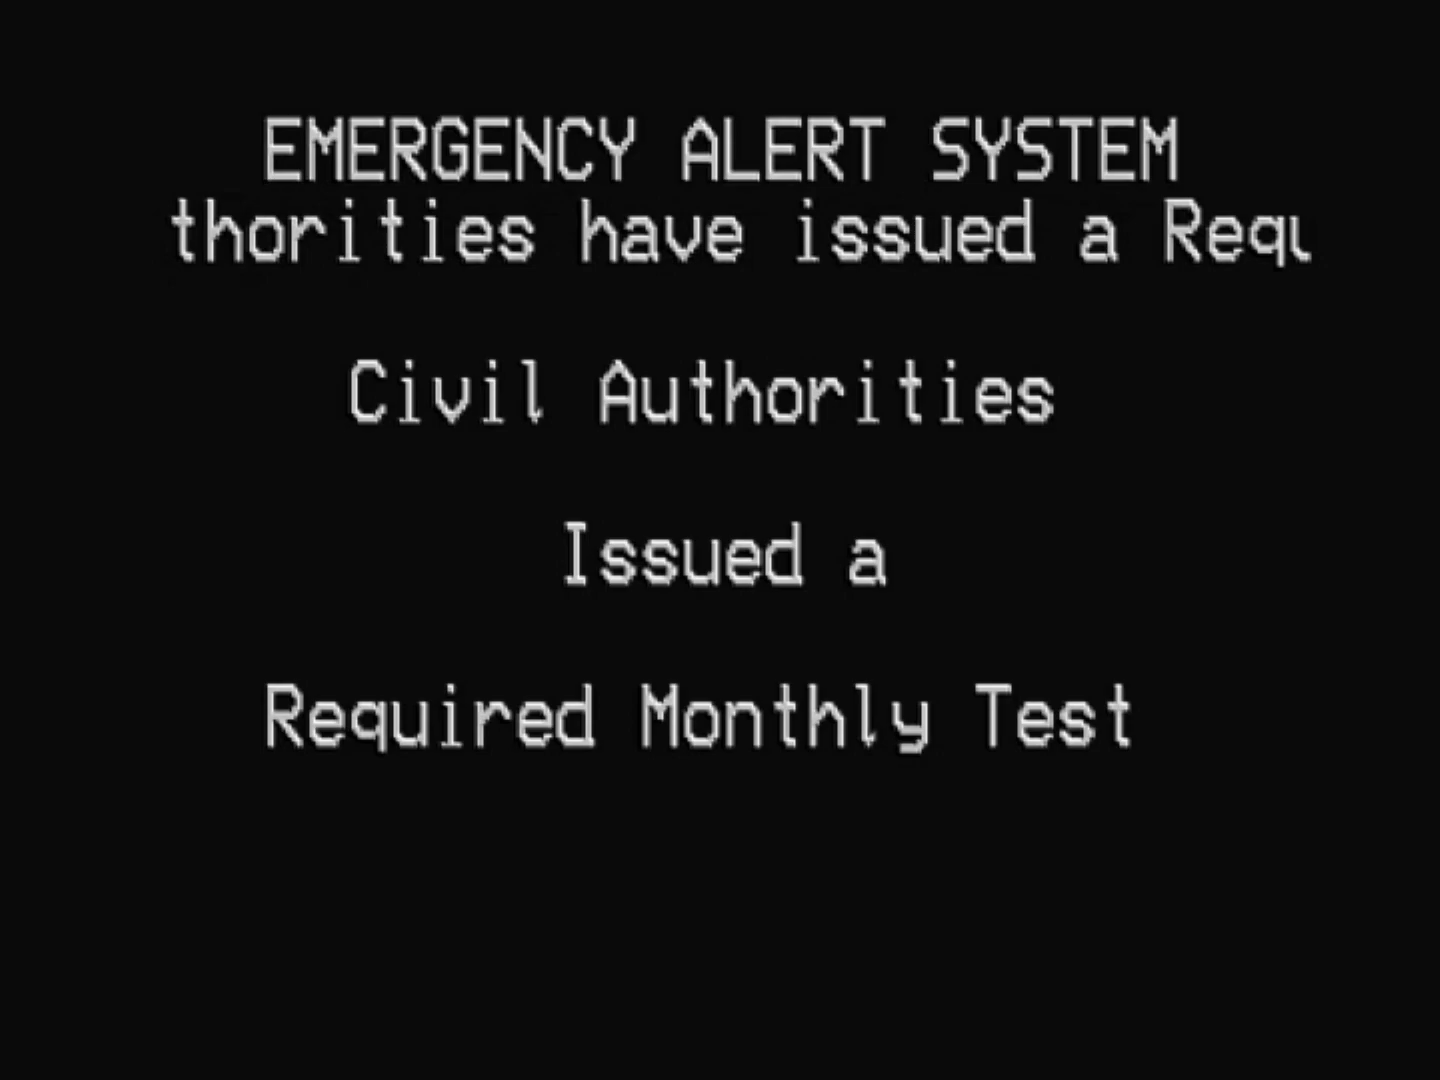 EMERGENCY ALERT SYSTEM
thorities have issued a Requ
Civil Authorities
Issued a
Required Monthly Test